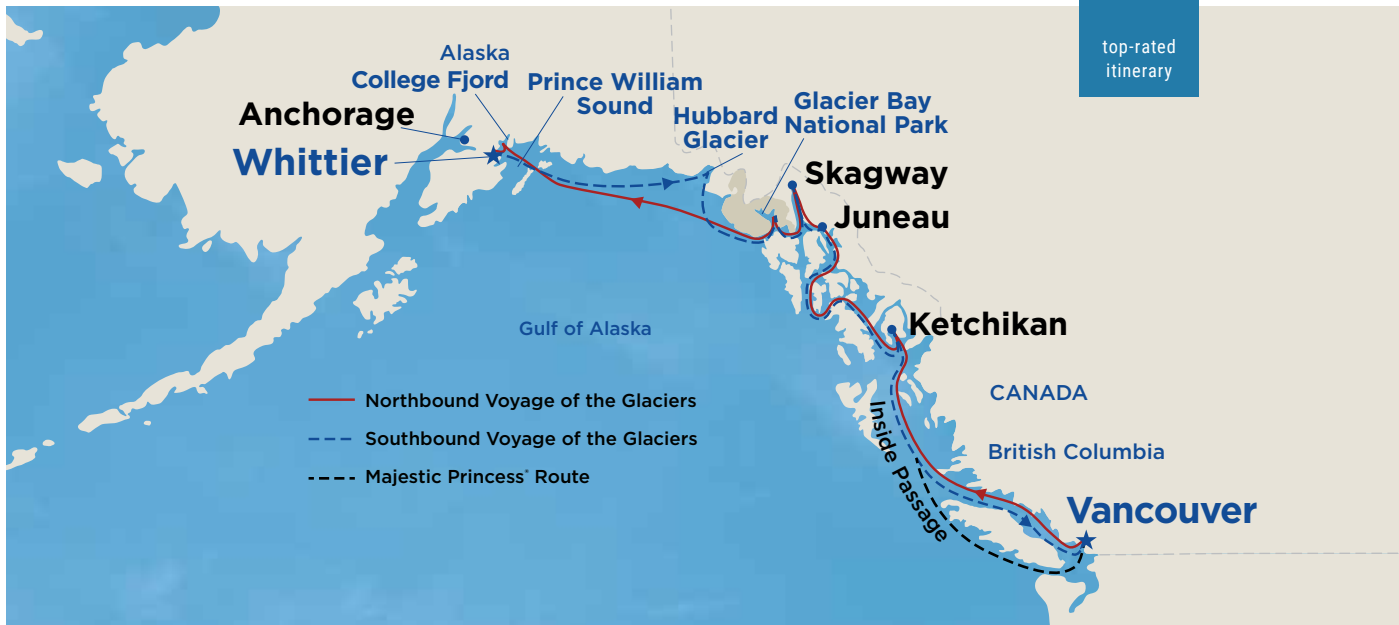 top-rated
itinerary
Alaska
College Fjord
Prince William
Sound
Anchorage
Whittier
Hubbard
Glacier
Glacier Bay
National Park
Skagway
Juneau
Ketchikan
Gulf of Alaska
Northbound Voyage of the Glaciers
Southbound Voyage of the Glaciers
Majestic Princess® Route
Inside Passage
CANADA
British Columbia
Vancouver